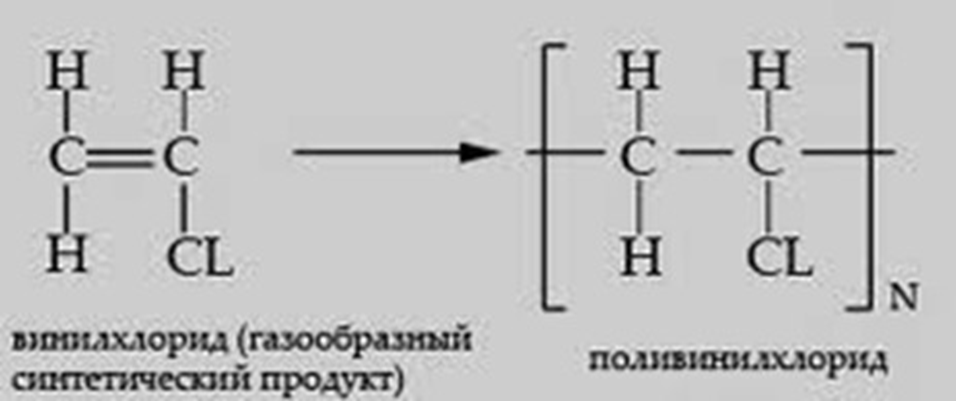 H H H H
C C C C
H CL H CL
N
винилхлорид (газообразный
синтетический продукт)
поливинилхлорид